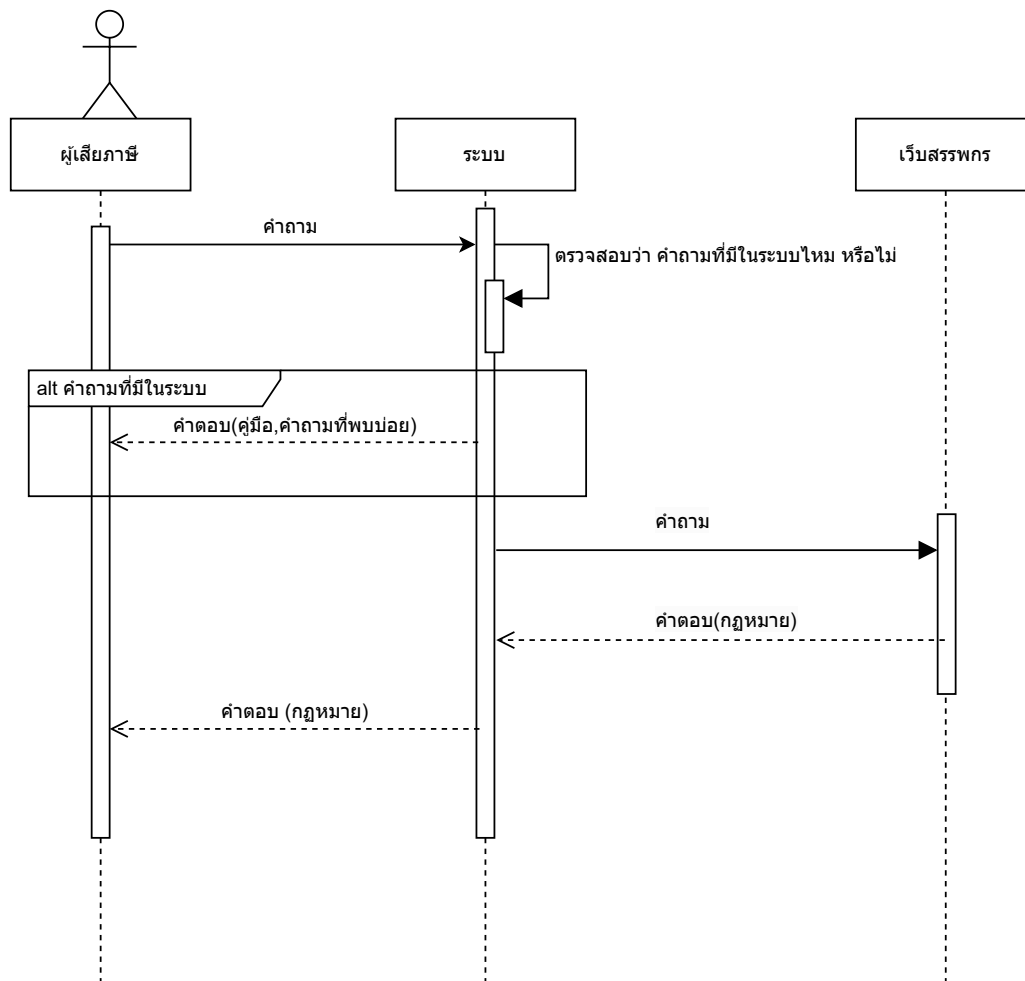 ผู้เสียภาษี
ระบบ
เว็บสรรพกร
คำถาม
ตรวจสอบว่า คำถามที่มีในระบบไหม หรือไม่
alt คำถามที่มีในระบบ
คำตอบ(คู่มือ,คำถามที่พบบ่อย)
คำถาม
คำตอบ(กฎหมาย)
คำตอบ (กฎหมาย)